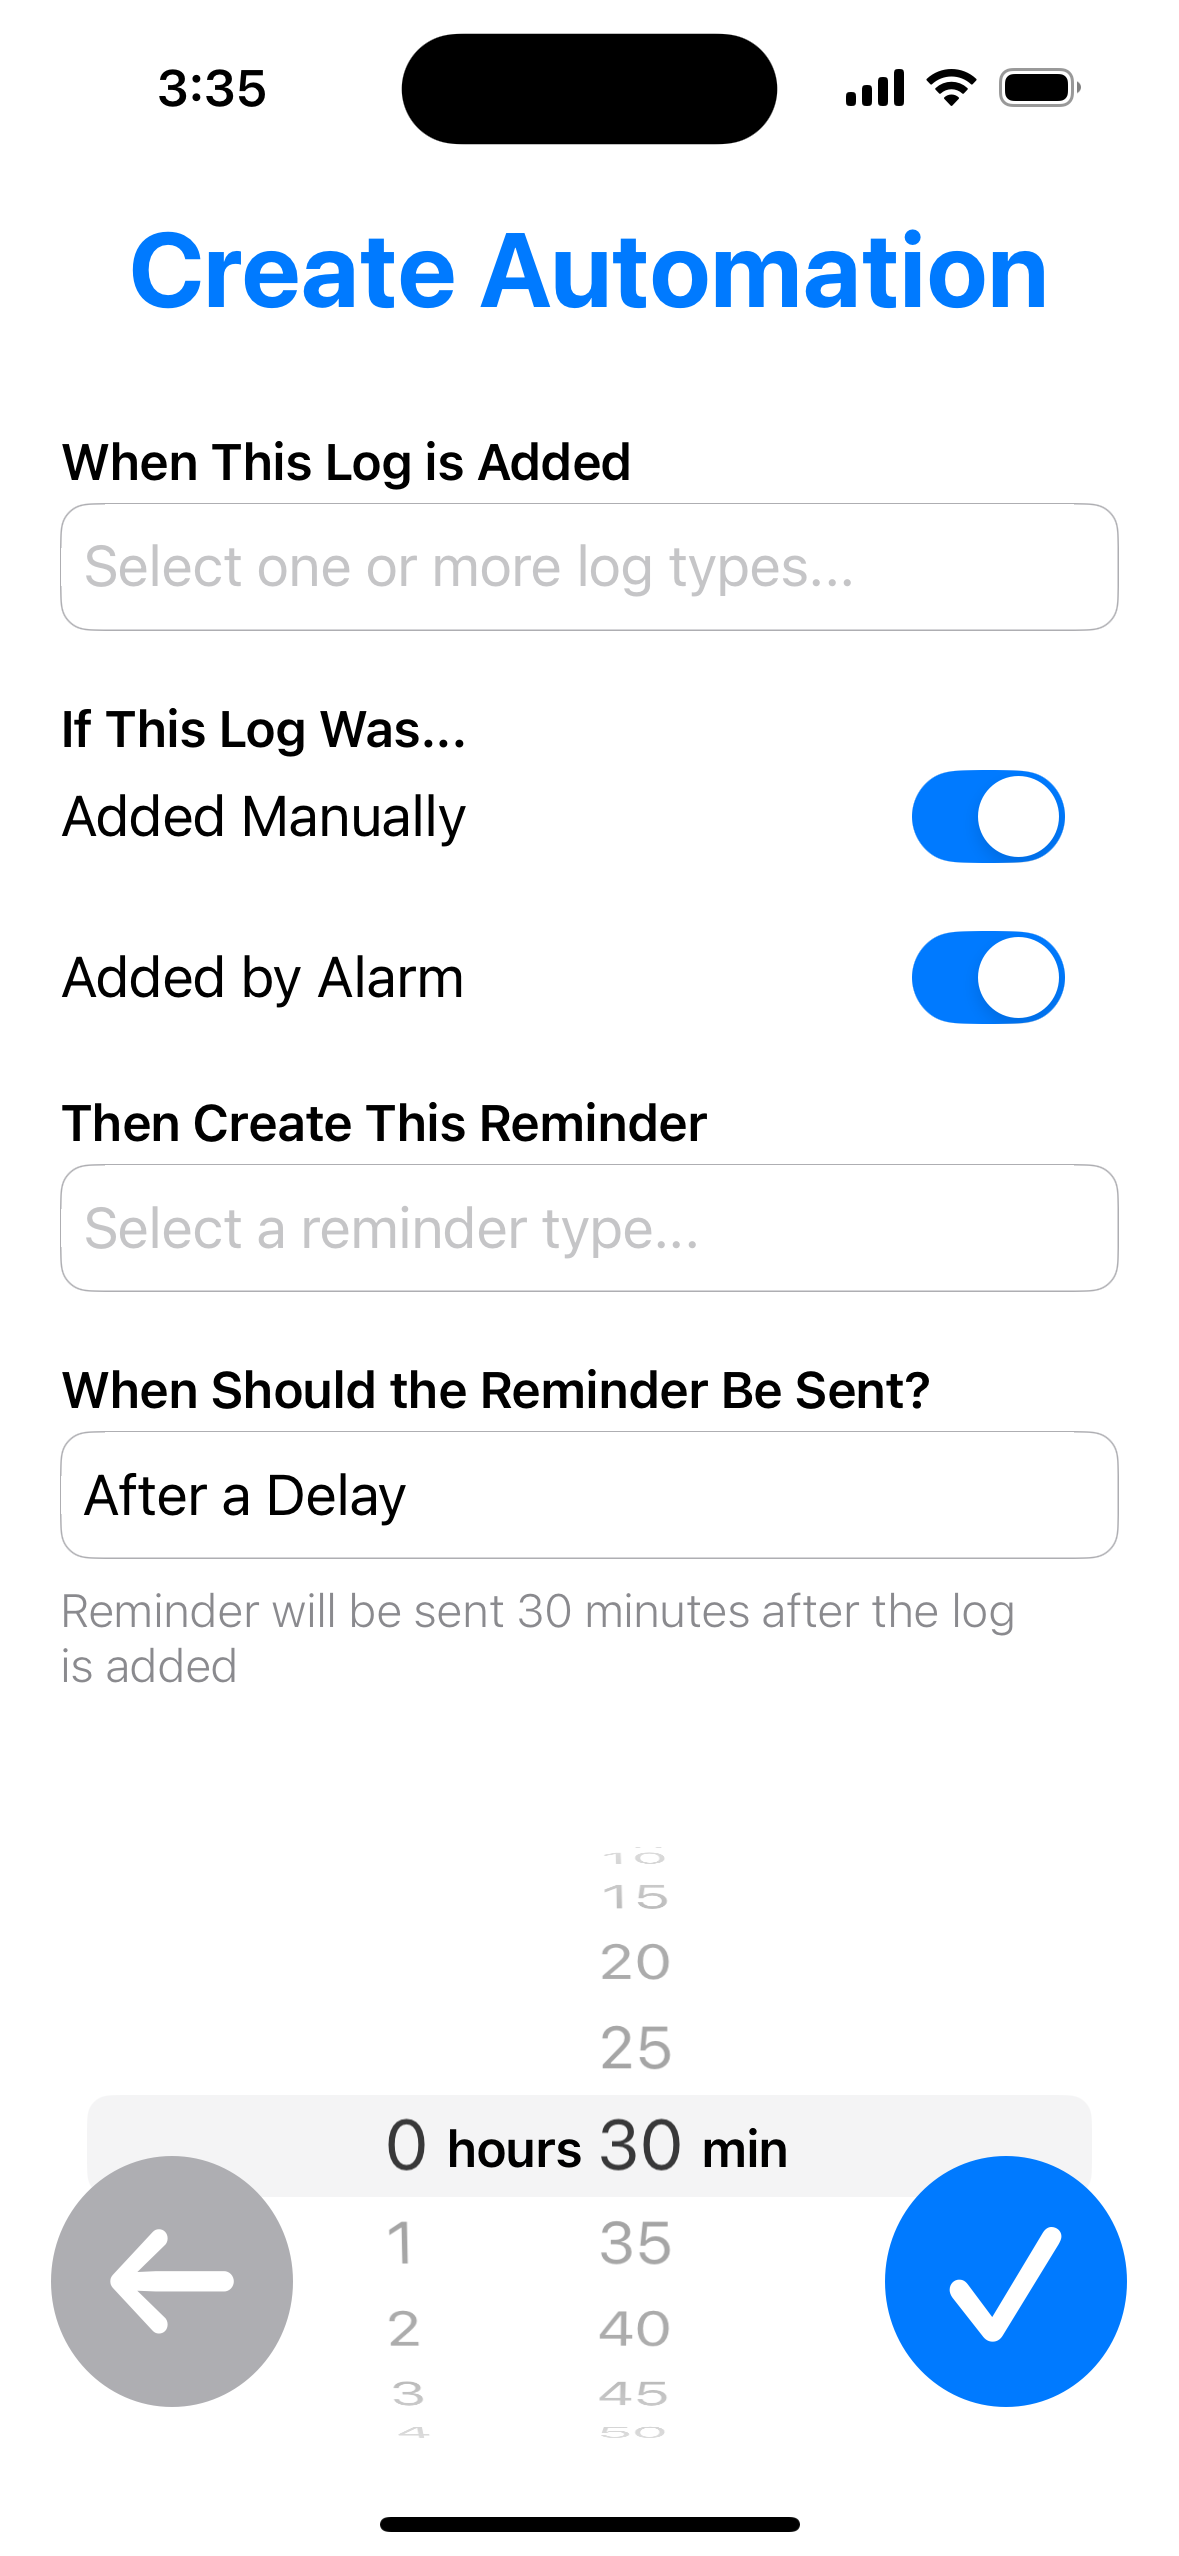 3:35
Create Automation
When This Log is Added
Select one or more log types...
If This Log Was...
Added Manually
Added by Alarm
Then Create This Reminder
Select a reminder type...
When Should the Reminder Be Sent?
After a Delay
Reminder will be sent 30 minutes after the log
is added
10
15
20
25
0 hours 30 min
1 35
2 40
3 45
4 50